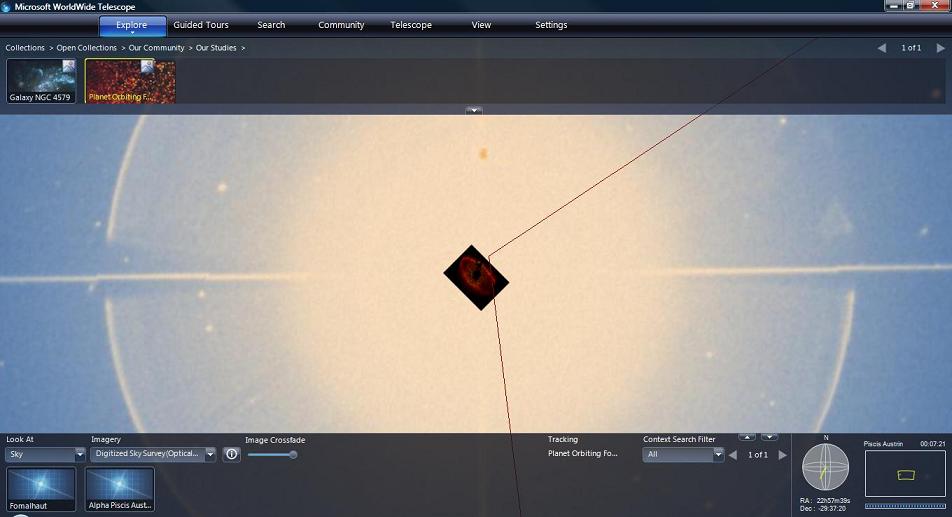 Microsoft WorldWide Telescope
Explore Guided Tours Search Community Telescope View Settings
Collections > Open Collections > Our Community > Our Studies >
1 of 1
Galaxy NGC 4579
Planet Orbiting F...
Look At
Sky
Imagery
Digitized Sky Survey (Optical...
Image Crossfade
Tracking
Planet Orbiting Fo...
Context Search Filter
All
1 of 1
Fomalhaut
Alpha Piscis Aust...
N
RA : 22h57m39s
Dec : -29:37:20
Piscis Austrin 00:07:21